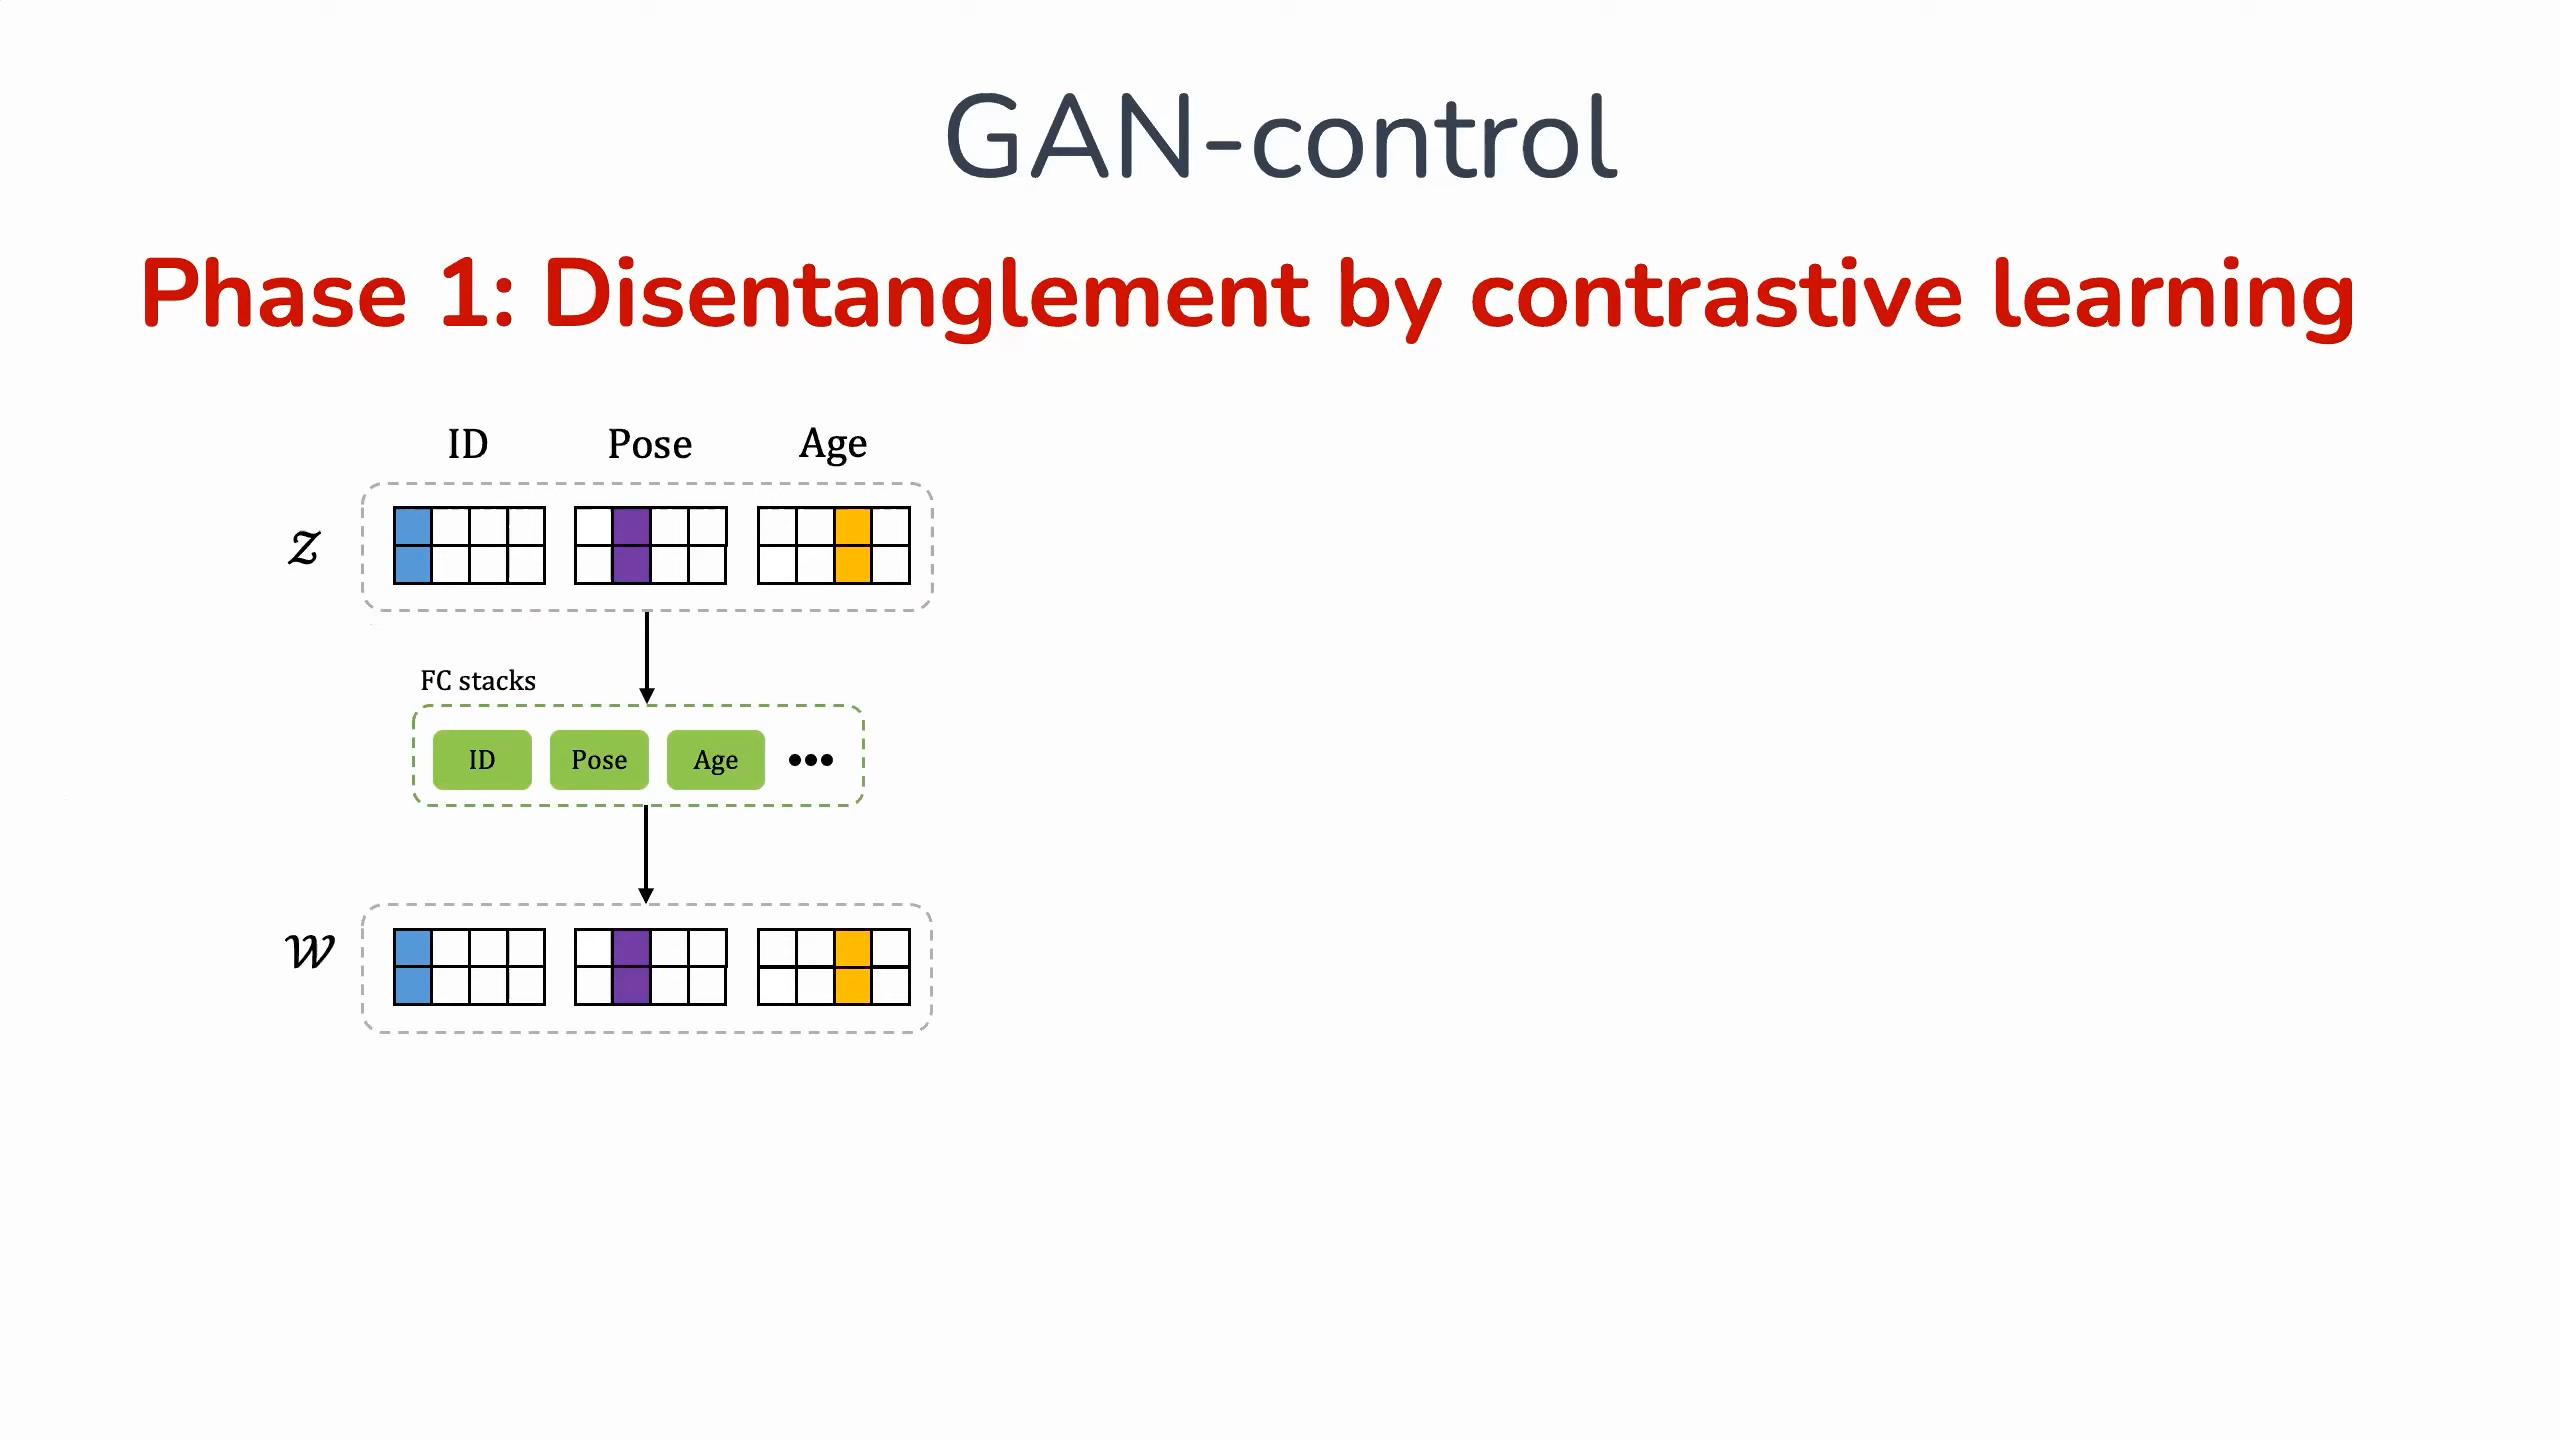 GAN-control
Phase 1: Disentanglement by contrastive learning
ID Pose Age
𝓏
FC stacks
ID Pose Age •••
𝓌